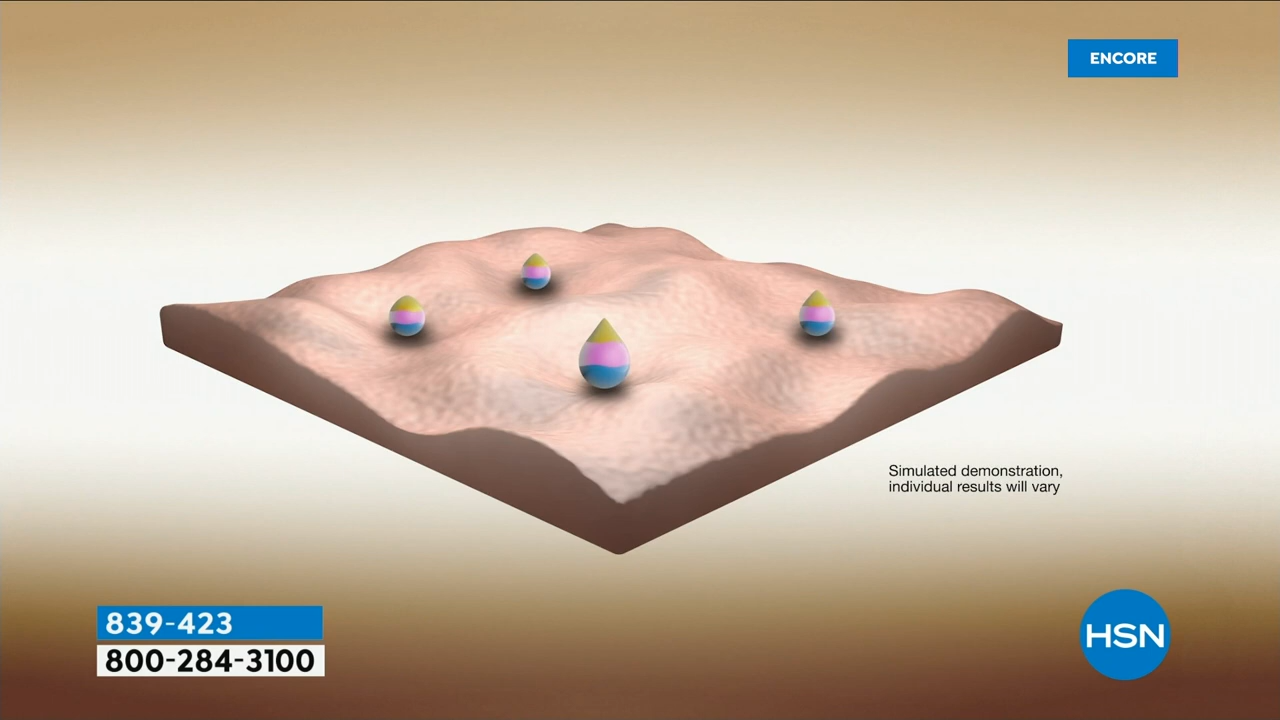 ENCORE
Simulated demonstration,
individual results will vary
839-423
800-284-3100
HSN